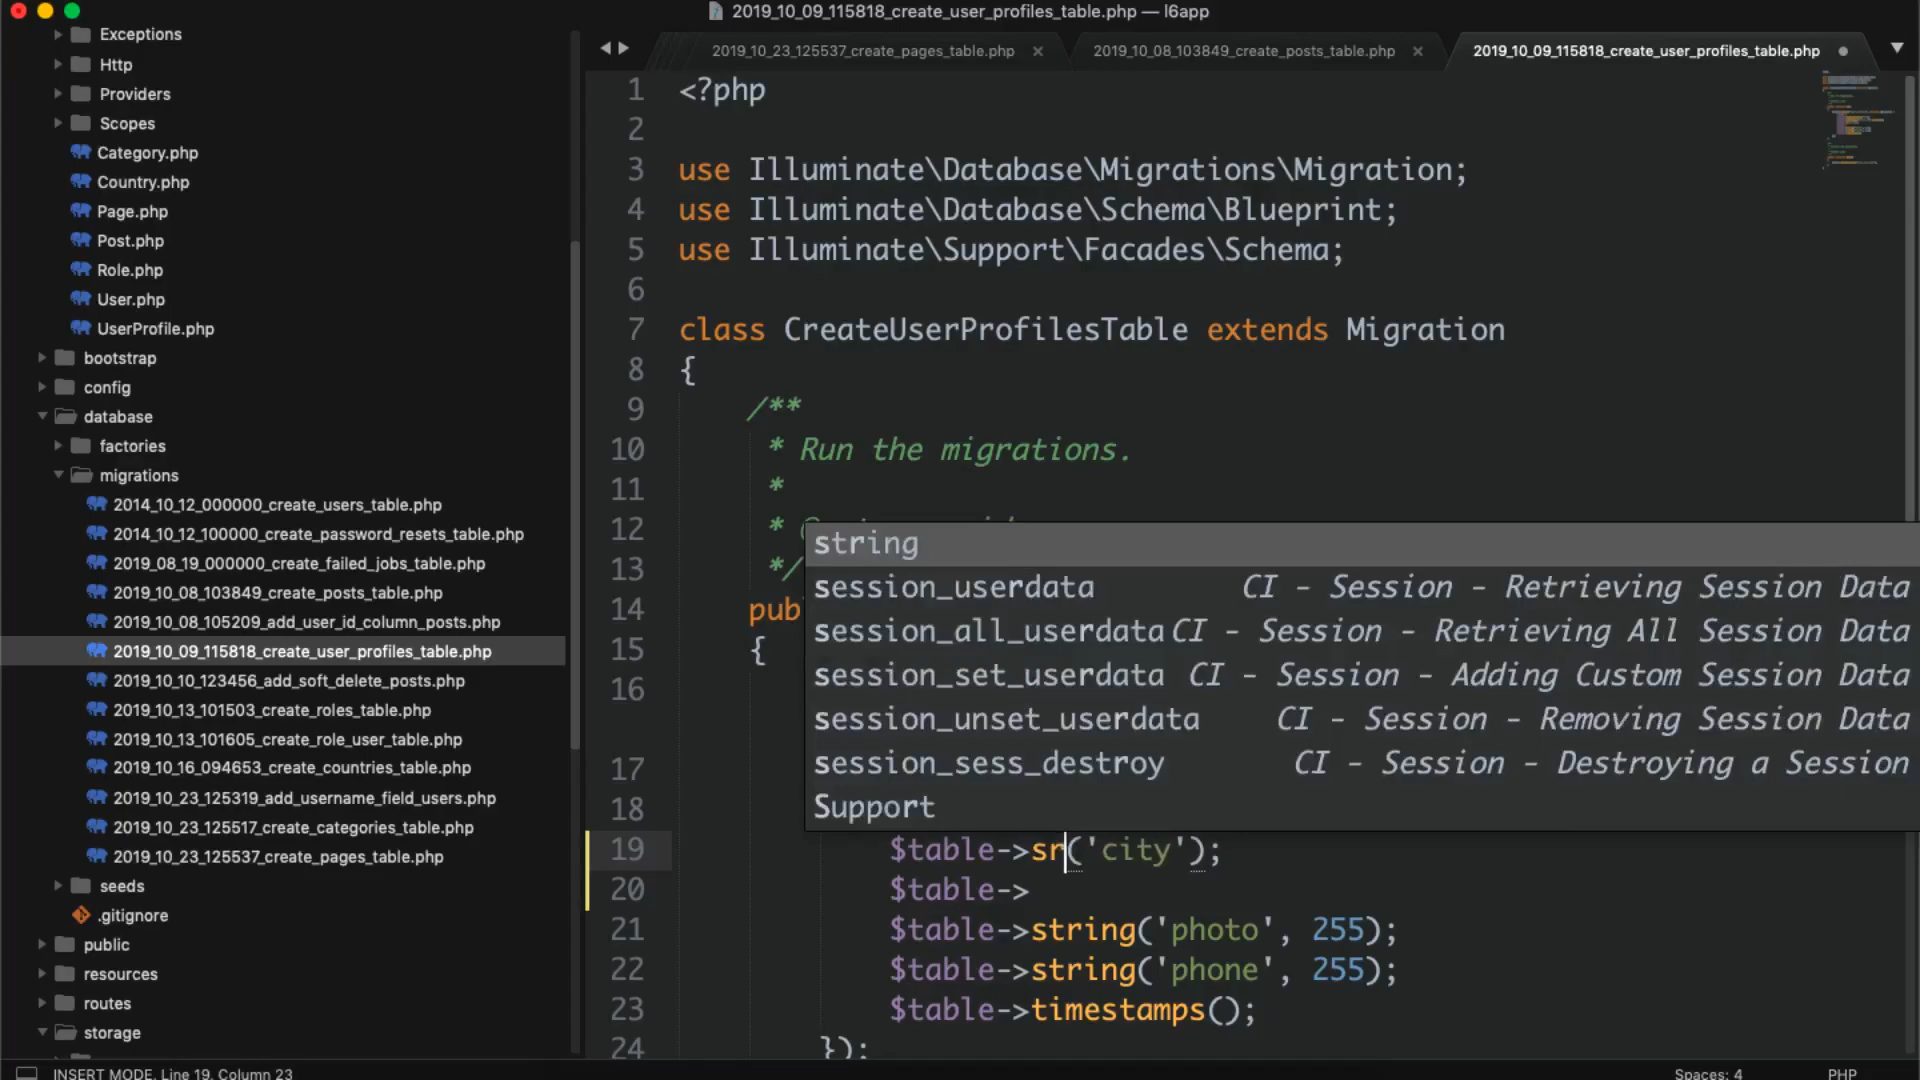 2019_10_09_115818_create_user_profiles_table.php — l6app
Exceptions
Http
Providers
Scopes
Category.php
Country.php
Page.php
Post.php
Role.php
User.php
UserProfile.php
bootstrap
config
database
factories
migrations
2014_10_12_000000_create_users_table.php
2014_10_12_100000_create_password_resets_table.php
2019_08_19_000000_create_failed_jobs_table.php
2019_10_08_103849_create_posts_table.php
2019_10_08_105209_add_user_id_column_posts.php
2019_10_09_115818_create_user_profiles_table.php
2019_10_10_123456_add_soft_delete_posts.php
2019_10_13_101503_create_roles_table.php
2019_10_13_101605_create_role_user_table.php
2019_10_16_094653_create_countries_table.php
2019_10_23_125319_add_username_field_users.php
2019_10_23_125517_create_categories_table.php
2019_10_23_125537_create_pages_table.php
seeds
.gitignore
public
resources
routes
storage
2019_10_23_125537_create_pages_table.php × 2019_10_08_103849_create_posts_table.php × 2019_10_09_115818_create_user_profiles_table.php
1 <?php
2
3 use Illuminate\Database\Migrations\Migration;
4 use Illuminate\Database\Schema\Blueprint;
5 use Illuminate\Support\Facades\Schema;
6
7 class CreateUserProfilesTable extends Migration
8 {
9 /**
10 * Run the migrations.
11 *
12 *
13 */
14 pub
15 {
16
17
18
string
session_userdata CI - Session - Retrieving Session Data
session_all_userdata CI - Session - Retrieving All Session Data
session_set_userdata CI - Session - Adding Custom Session Data
session_unset_userdata CI - Session - Removing Session Data
session_sess_destroy CI - Session - Destroying a Session
Support
19 $table->sr('city');
20 $table->
21 $table->string('photo', 255);
22 $table->string('phone', 255);
23 $table->timestamps();
24 });
INSERT MODE, Line 19, Column 23 Spaces: 4 PHP